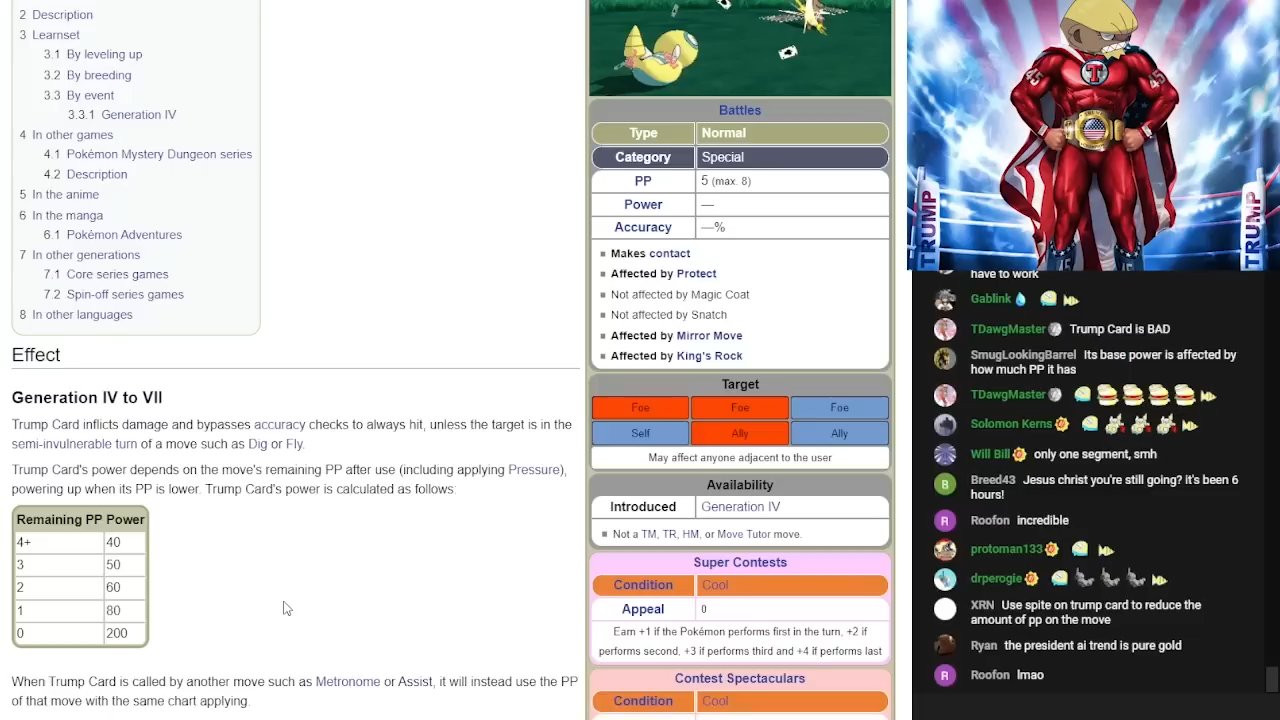 2 Description
3 Learnset
3.1 By leveling up
3.2 By breeding
3.3 By event
3.3.1 Generation IV
4 In other games
4.1 Pokémon Mystery Dungeon series
4.2 Description
5 In the anime
6 In the manga
6.1 Pokémon Adventures
7 In other generations
7.1 Core series games
7.2 Spin-off series games
8 In other languages
Effect
Generation IV to VII
Trump Card inflicts damage and bypasses accuracy checks to always hit, unless the target is in the
semi-invulnerable turn of a move such as Dig or Fly.
Trump Card's power depends on the move's remaining PP after use (including applying Pressure),
powering up when its PP is lower. Trump Card's power is calculated as follows:
Remaining PP Power
4+ 40
3 50
2 60
1 80
0 200
When Trump Card is called by another move such as Metronome or Assist, it will instead use the PP
of that move with the same chart applying.
Battles
Type Normal
Category Special
PP 5 (max. 8)
Power —
Accuracy —%
Makes contact
Affected by Protect
Not affected by Magic Coat
Not affected by Snatch
Affected by Mirror Move
Affected by King's Rock
Target
Foe Foe Foe
Self Ally Ally
May affect anyone adjacent to the user
Availability
Introduced Generation IV
Not a TM, TR, HM, or Move Tutor move.
Super Contests
Condition Cool
Appeal 0
Earn +1 if the Pokémon performs first in the turn, +2 if
performs second, +3 if performs third and +4 if performs last
Contest Spectaculars
Condition Cool
T
45 45
TRUMP TRUMP
have to work
Gablink
TDawgMaster Trump Card is BAD
SmugLookingBarrel Its base power is affected by
how much PP it has
TDawgMaster
Solomon Kerns
Will Bill only one segment, smh
B Breed43 Jesus christ you're still going? it's been 6
hours!
R Roofon incredible
protoman133
drperogie
XRN Use spite on trump card to reduce the
amount of pp on the move
Ryan the president ai trend is pure gold
R Roofon lmao